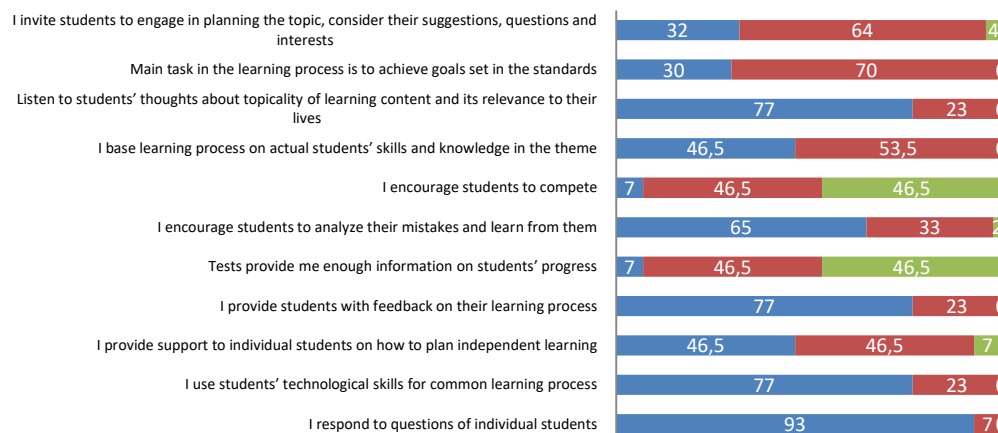 I invite students to engage in planning the topic, consider their suggestions, questions and
interests
32 64 4
Main task in the learning process is to achieve goals set in the standards
30 70
Listen to students’ thoughts about topicality of learning content and its relevance to their
lives
77 23
I base learning process on actual students’ skills and knowledge in the theme
46,5 53,5
I encourage students to compete
7 46,5 46,5
I encourage students to analyze their mistakes and learn from them
65 33 2
Tests provide me enough information on students’ progress
7 46,5 46,5
I provide students with feedback on their learning process
77 23
I provide support to individual students on how to plan independent learning
46,5 46,5 7
I use students’ technological skills for common learning process
77 23
I respond to questions of individual students
93 7